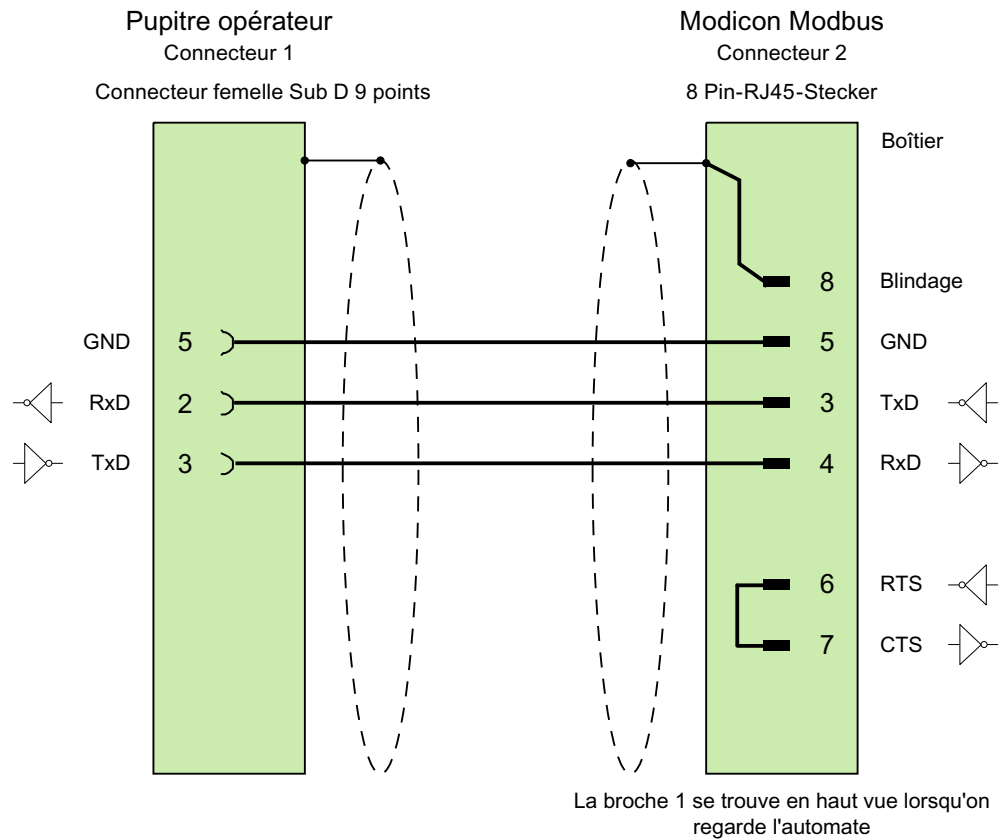 Pupitre opérateur
Connecteur 1
Connecteur femelle Sub D 9 points
Modicon Modbus
Connecteur 2
8 Pin-RJ45-Stecker
Boîtier
8 Blindage
GND 5 5 GND
RxD 2 3 TxD
TxD 3 4 RxD
6 RTS
7 CTS
La broche 1 se trouve en haut vue lorsqu'on
regarde l'automate